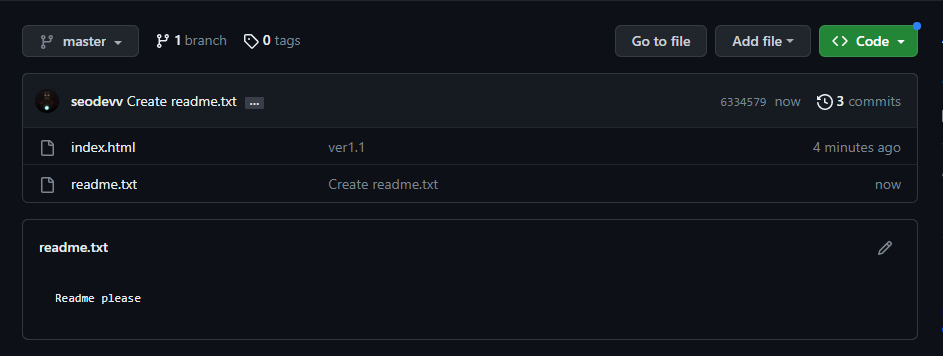 master 1 branch 0 tags Go to file Add file Code
seodevv Create readme.txt ... 6334579 now 3 commits
index.html ver1.1 4 minutes ago
readme.txt Create readme.txt now
readme.txt
Readme please